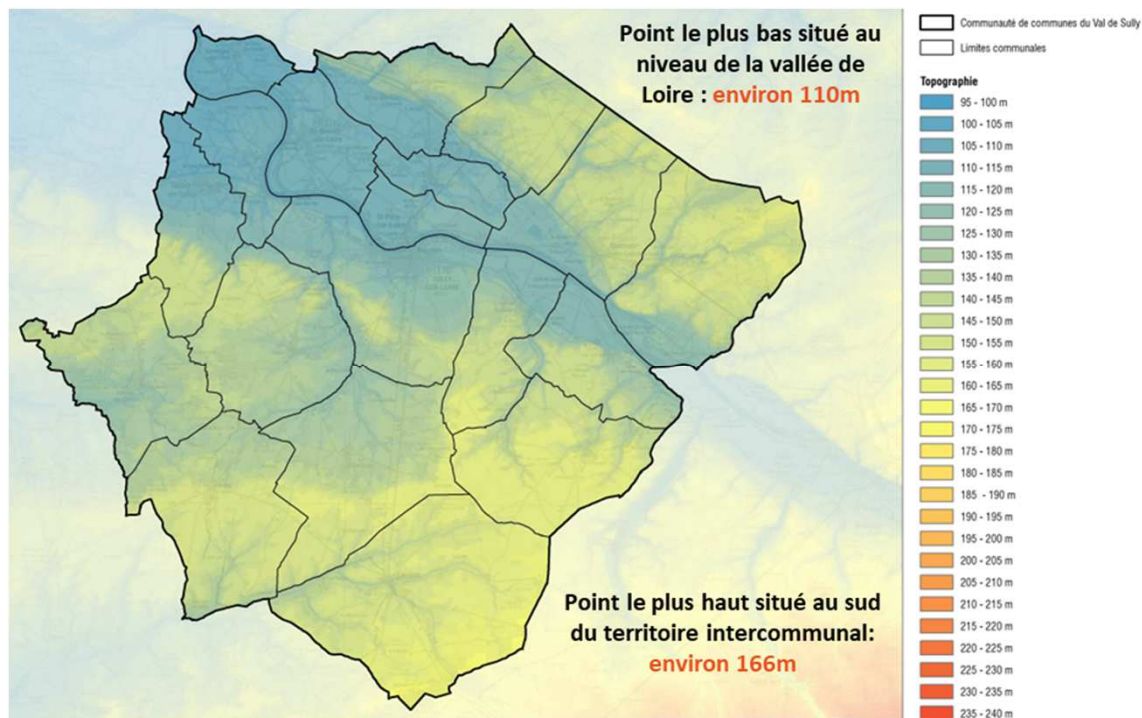 Point le plus bas situé au
niveau de la vallée de
Loire : environ 110m
Point le plus haut situé au sud
du territoire intercommunal:
environ 166m
Communauté de communes du Val de Sully
Limites communales
Topographie
95 - 100 m
100 - 105 m
105 - 110 m
110 - 115 m
115 - 120 m
120 - 125 m
125 - 130 m
130 - 135 m
135 - 140 m
140 - 145 m
145 - 150 m
150 - 155 m
155 - 160 m
160 - 165 m
165 - 170 m
170 - 175 m
175 - 180 m
180 - 185 m
185 - 190 m
190 - 195 m
195 - 200 m
200 - 205 m
205 - 210 m
210 - 215 m
215 - 220 m
220 - 225 m
225 - 230 m
230 - 235 m
235 - 240 m